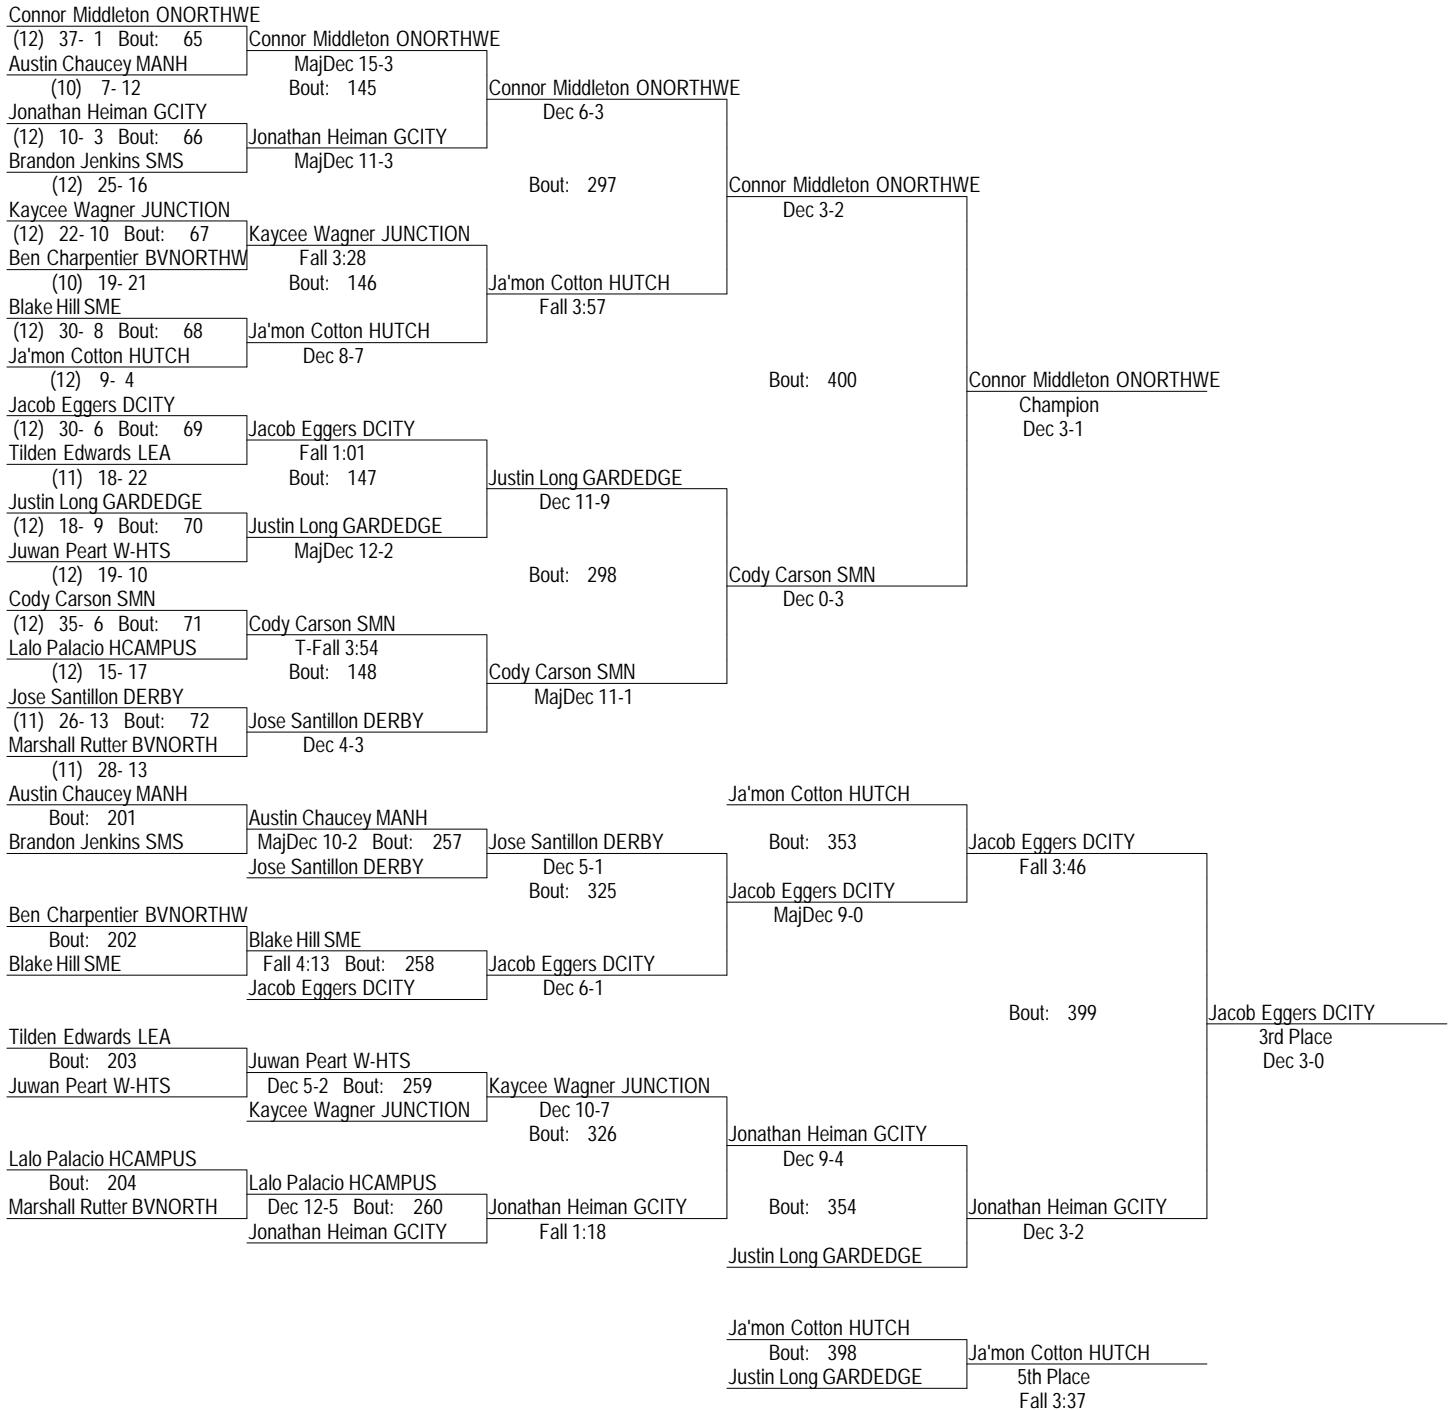 Connor Middleton ONORTHWE
(12) 37- 1 Bout: 65 Connor Middleton ONORTHWE
Austin Chaucey MANH MajDec 15-3
(10) 7- 12 Bout: 145 Connor Middleton ONORTHWE
Jonathan Heiman GCITY Dec 6-3
(12) 10- 3 Bout: 66 Jonathan Heiman GCITY
Brandon Jenkins SMS MajDec 11-3
(12) 25- 16 Bout: 297 Connor Middleton ONORTHWE
Kaycee Wagner JUNCTION Dec 3-2
(12) 22- 10 Bout: 67 Kaycee Wagner JUNCTION
Ben Charpentier BVNORTHW Fall 3:28
(10) 19- 21 Bout: 146 Ja'mon Cotton HUTCH
Blake Hill SME Fall 3:57
(12) 30- 8 Bout: 68 Ja'mon Cotton HUTCH
Ja'mon Cotton HUTCH Dec 8-7
(12) 9- 4 Bout: 400 Connor Middleton ONORTHWE
Jacob Eggers DCITY Champion
(12) 30- 6 Bout: 69 Jacob Eggers DCITY Dec 3-1
Tilden Edwards LEA Fall 1:01
(11) 18- 22 Bout: 147 Justin Long GARDEDGE
Justin Long GARDEDGE Dec 11-9
(12) 18- 9 Bout: 70 Justin Long GARDEDGE
Juwan Peart W-HTS MajDec 12-2
(12) 19- 10 Bout: 298 Cody Carson SMN
Cody Carson SMN Dec 0-3
(12) 35- 6 Bout: 71 Cody Carson SMN
Lalo Palacio HCAMPUS T-Fall 3:54
(12) 15- 17 Bout: 148 Cody Carson SMN
Jose Santillon DERBY MajDec 11-1
(11) 26- 13 Bout: 72 Jose Santillon DERBY
Marshall Rutter BVNORTH Dec 4-3
(11) 28- 13
Austin Chaucey MANH Ja'mon Cotton HUTCH
Bout: 201 Austin Chaucey MANH
Brandon Jenkins SMS MajDec 10-2 Bout: 257 Jose Santillon DERBY Bout: 353 Jacob Eggers DCITY
Jose Santillon DERBY Dec 5-1 Fall 3:46
Bout: 325 Jacob Eggers DCITY
Ben Charpentier BVNORTHW MajDec 9-0
Bout: 202 Blake Hill SME
Blake Hill SME Fall 4:13 Bout: 258 Jacob Eggers DCITY
Jacob Eggers DCITY Dec 6-1
Bout: 399 Jacob Eggers DCITY
Tilden Edwards LEA 3rd Place
Bout: 203 Juwan Peart W-HTS Dec 3-0
Juwan Peart W-HTS Dec 5-2 Bout: 259 Kaycee Wagner JUNCTION
Kaycee Wagner JUNCTION Dec 10-7
Bout: 326 Jonathan Heiman GCITY
Lalo Palacio HCAMPUS Dec 9-4
Bout: 204 Lalo Palacio HCAMPUS
Marshall Rutter BVNORTH Dec 12-5 Bout: 260 Jonathan Heiman GCITY Bout: 354 Jonathan Heiman GCITY
Jonathan Heiman GCITY Fall 1:18 Dec 3-2
Justin Long GARDEDGE
Ja'mon Cotton HUTCH
Bout: 398 Ja'mon Cotton HUTCH
Justin Long GARDEDGE 5th Place
Fall 3:37